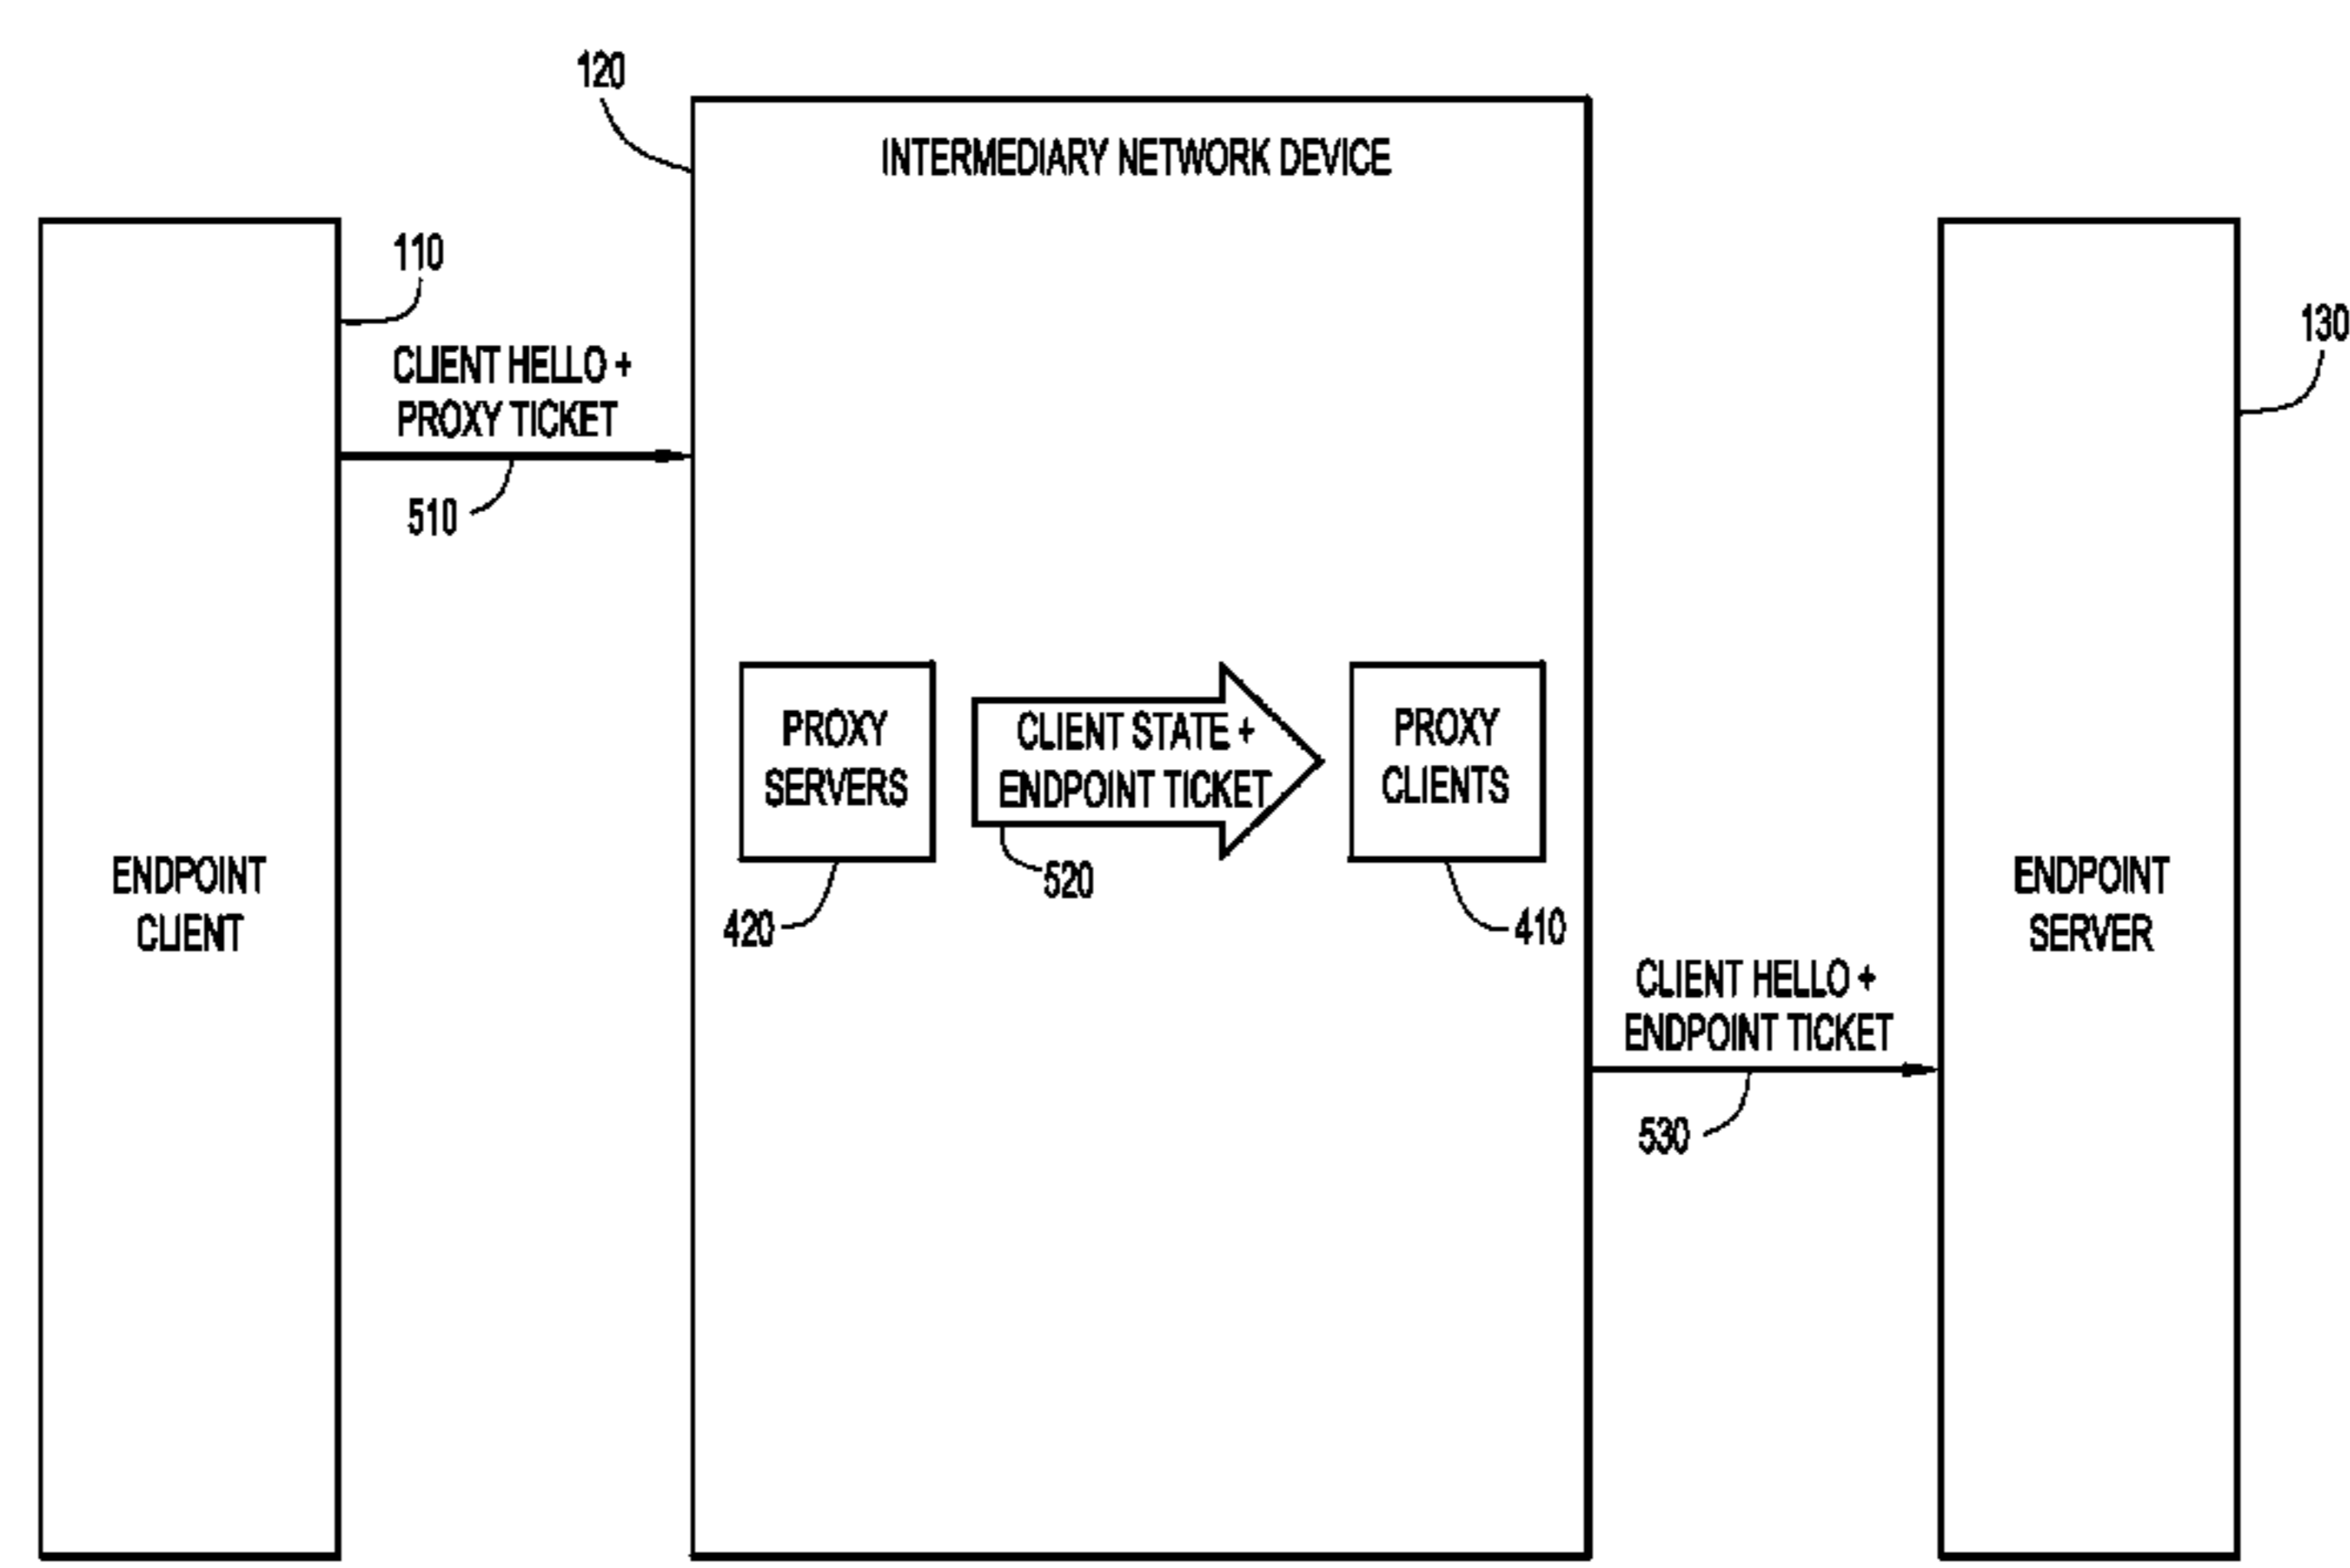 120
INTERMEDIARY NETWORK DEVICE
110
130
CLIENT HELLO +
PROXY TICKET
510
PROXY
SERVERS
CLIENT STATE +
ENDPOINT TICKET
PROXY
CLIENTS
520
420
410
ENDPOINT
CLIENT
ENDPOINT
SERVER
CLIENT HELLO +
ENDPOINT TICKET
530